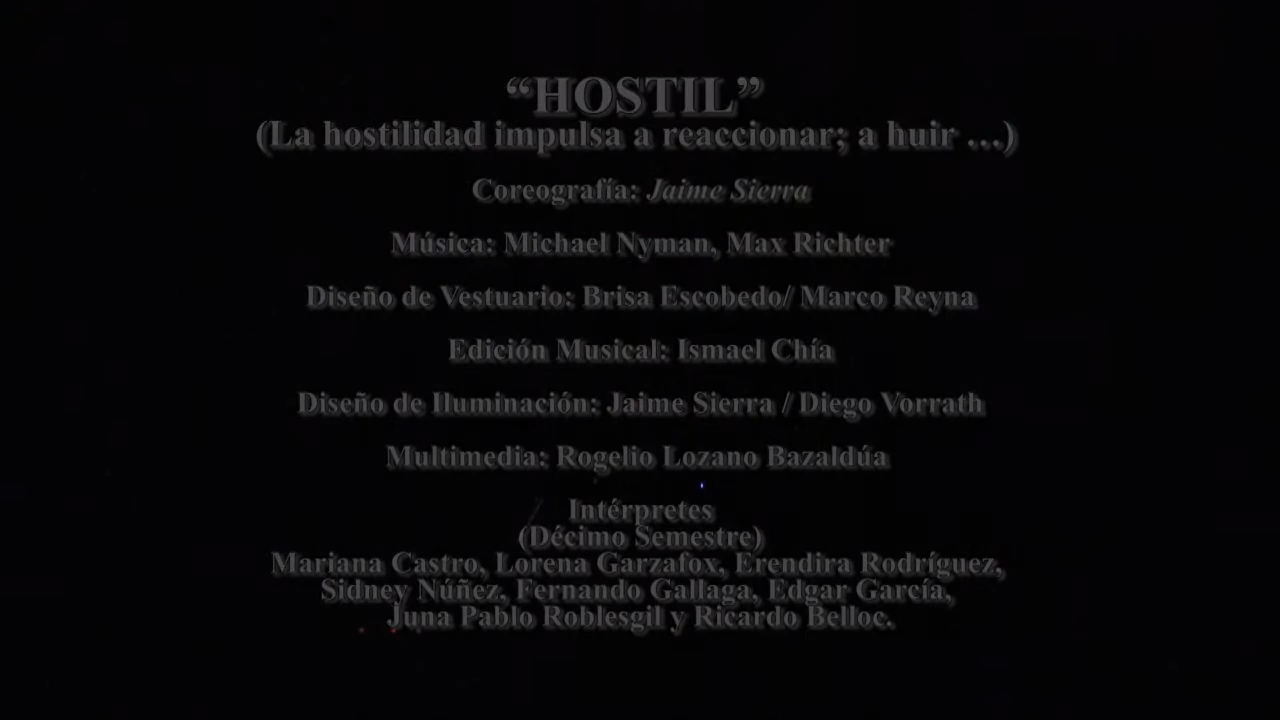 “HOSTIL”
(La hostilidad impulsa a reaccionar; a huir ...)
Coreografía: Jaime Sierra
Música: Michael Nyman, Max Richter
Diseño de Vestuario: Brisa Escobedo/ Marco Reyna
Edición Musical: Ismael Chía
Diseño de Iluminación: Jaime Sierra / Diego Vorrath
Multimedia: Rogelio Lozano Bazaldúa
Intérpretes
(Décimo Semestre)
Mariana Castro, Lorena Garzafox, Erendira Rodríguez,
Sidney Núñez, Fernando Gallaga, Edgar García,
Juna Pablo Roblesgil y Ricardo Belloc.